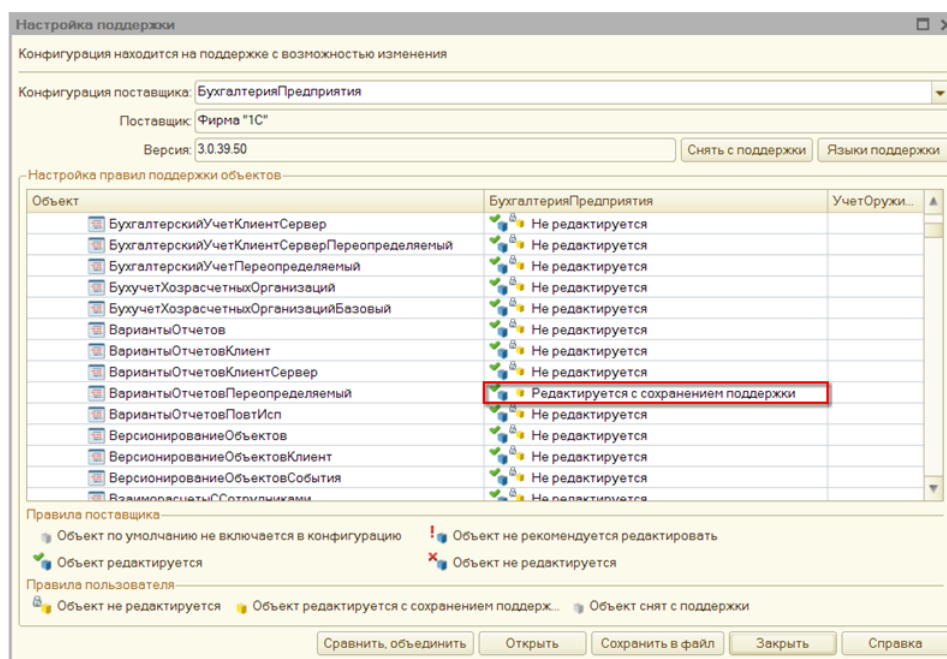 Настройка поддержки
Конфигурация находится на поддержке с возможностью изменения
Конфигурация поставщика: БухгалтерияПредприятия
Поставщик: Фирма "1С"
Версия: 3.0.39.50 Снять с поддержки Языки поддержки
Настройка правил поддержки объектов
Объект БухгалтерияПредприятия УчетОружи...
БухгалтерскийУчетКлиентСервер Не редактируется
БухгалтерскийУчетКлиентСерверПереопределяемый Не редактируется
БухгалтерскийУчетПереопределяемый Не редактируется
БухучетХозрасчетныхОрганизаций Не редактируется
БухучетХозрасчетныхОрганизацийБазовый Не редактируется
ВариантыОтчетов Не редактируется
ВариантыОтчетовКлиент Не редактируется
ВариантыОтчетовКлиентСервер Не редактируется
ВариантыОтчетовПереопределяемый Редактируется с сохранением поддержки
ВариантыОтчетовПовтИсп Не редактируется
ВерсионированиеОбъектов Не редактируется
ВерсионированиеОбъектовКлиент Не редактируется
ВерсионированиеОбъектовСобытия Не редактируется
ВзаиморасчетыССотрудниками Не редактируется
Правила поставщика
Объект по умолчанию не включается в конфигурацию Объект не рекомендуется редактировать
Объект редактируется Объект не редактируется
Правила пользователя
Объект не редактируется Объект редактируется с сохранением поддерж... Объект снят с поддержки
Сравнить, объединить Открыть Сохранить в файл Закрыть Справка